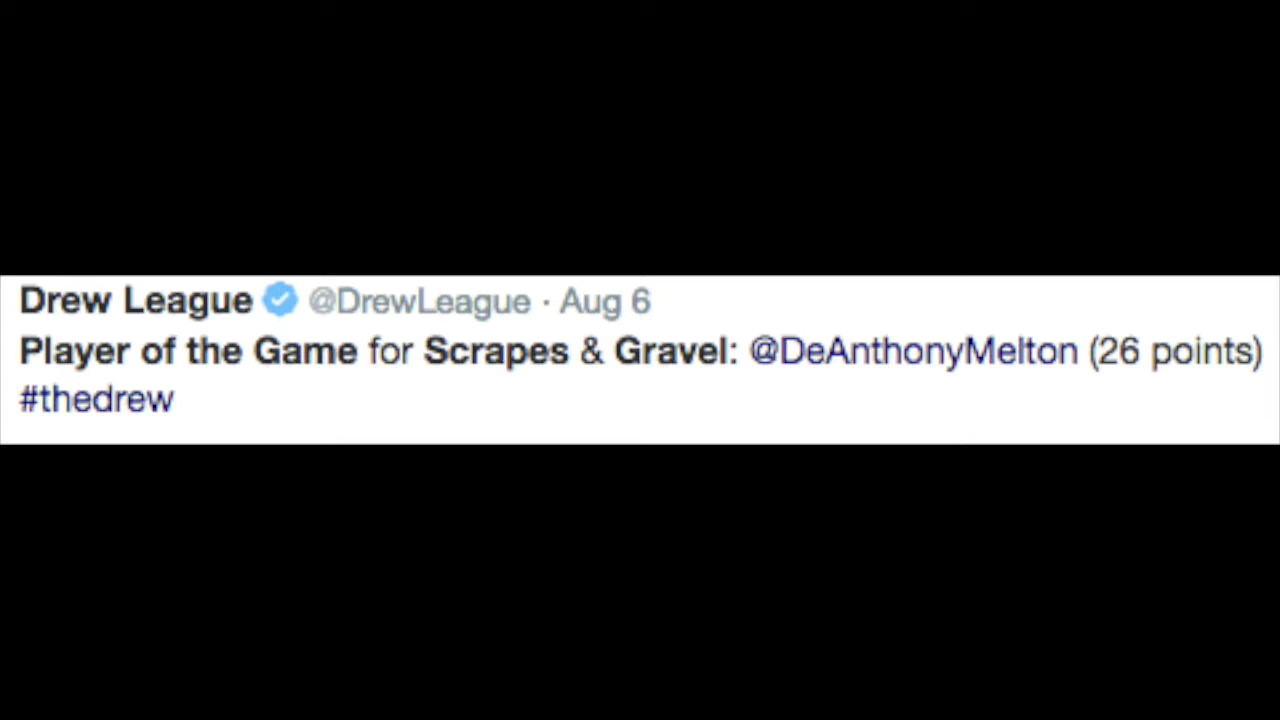 Drew League @DrewLeague · Aug 6
Player of the Game for Scrapes & Gravel: @DeAnthonyMelton (26 points)
#thedrew